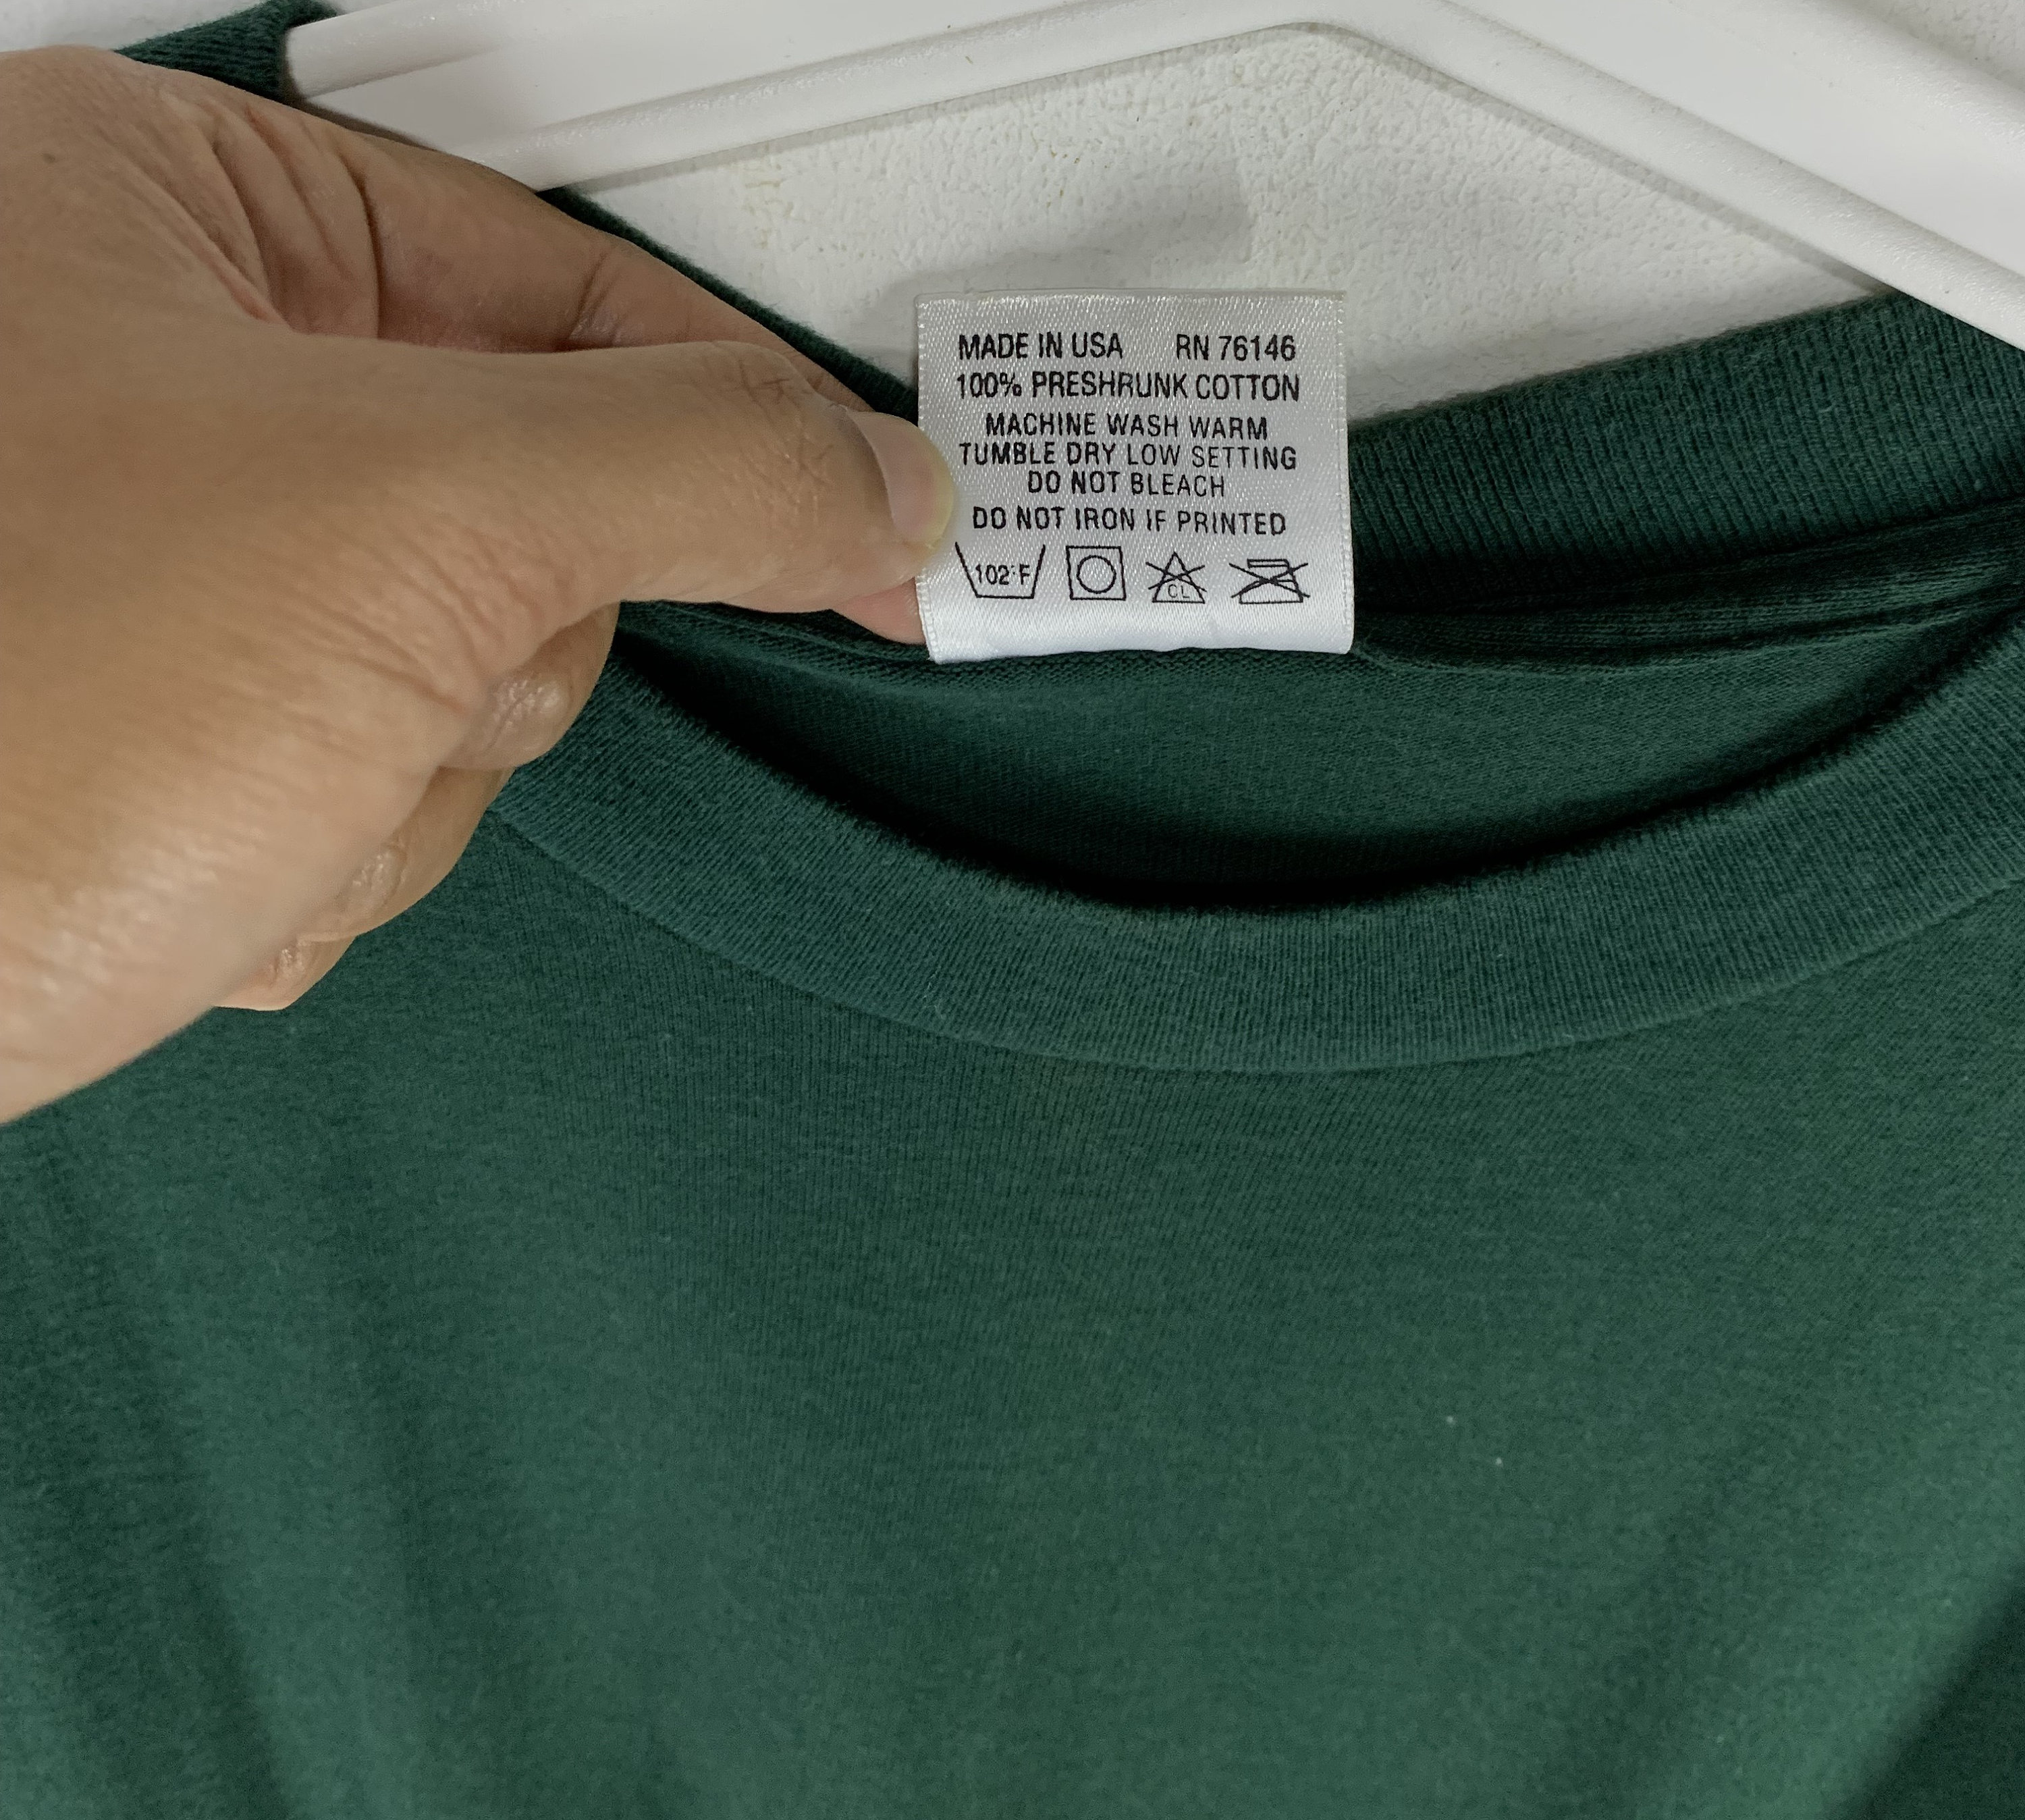 MADE IN USA RN 76146
100% PRESHRUNK COTTON
MACHINE WASH WARM
TUMBLE DRY LOW SETTING
DO NOT BLEACH
DO NOT IRON IF PRINTED
102°F CL